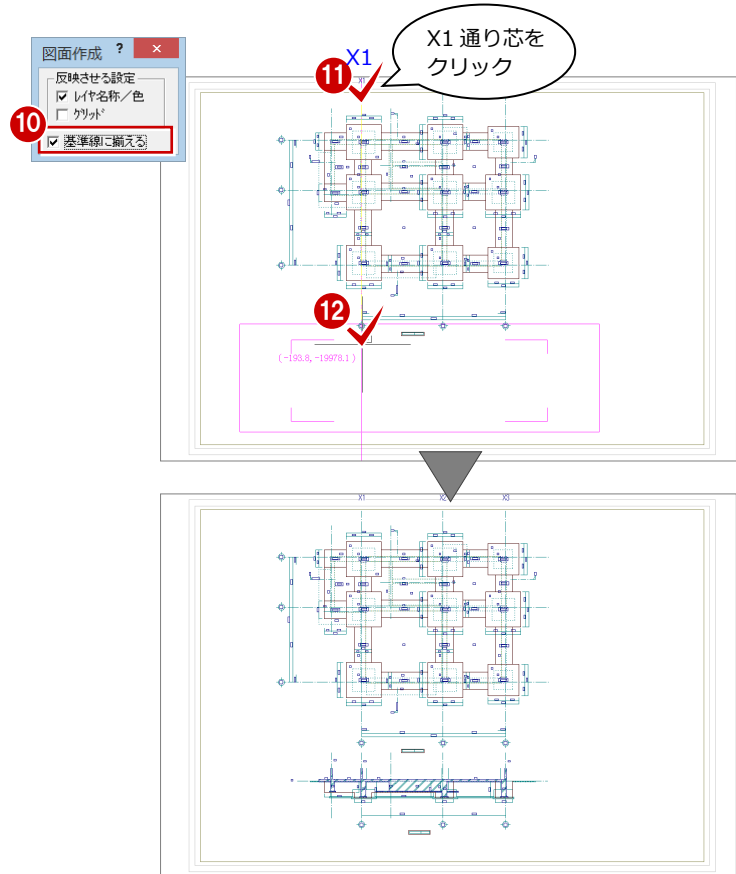 図面作成 ? ×
反映させる設定
レイヤ名称／色
グリッド
10
基準線に揃える
X1
11
X1 通り芯を
クリック
X1
12
(-193.8,-19978.1)
X1 X2 X3